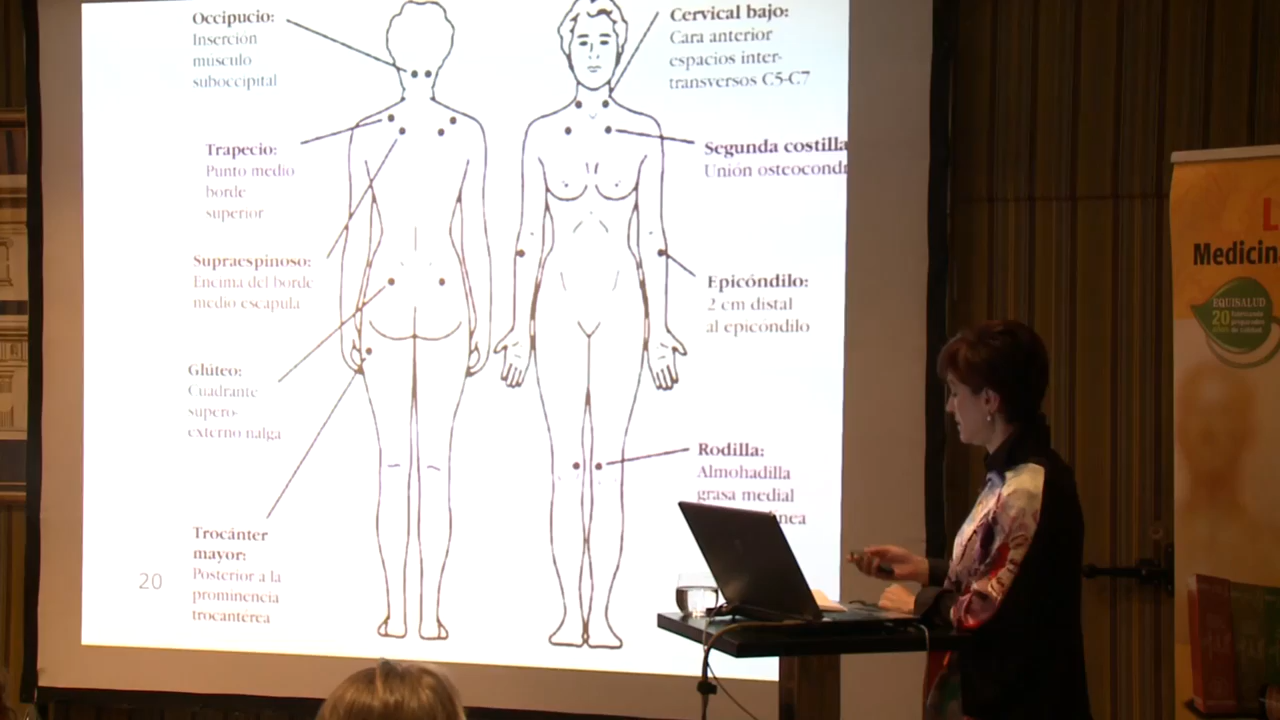 Occipucio:
Inserción
músculo
suboccipital
Trapecio:
Punto medio
borde
superior
Supraespinoso:
Encima del borde
medio escápula
Glúteo:
Cuadrante
supero-
externo nalga
Trocánter
mayor:
Posterior a la
prominencia
trocantérea
20
Cervical bajo:
Cara anterior
espacios inter-
transversos C5-C7
Segunda costilla
Unión osteocondr
Epicóndilo:
2 cm distal
al epicóndilo
Rodilla:
Almohadilla
grasa medial
L
Medicin
EQUISALUD
20